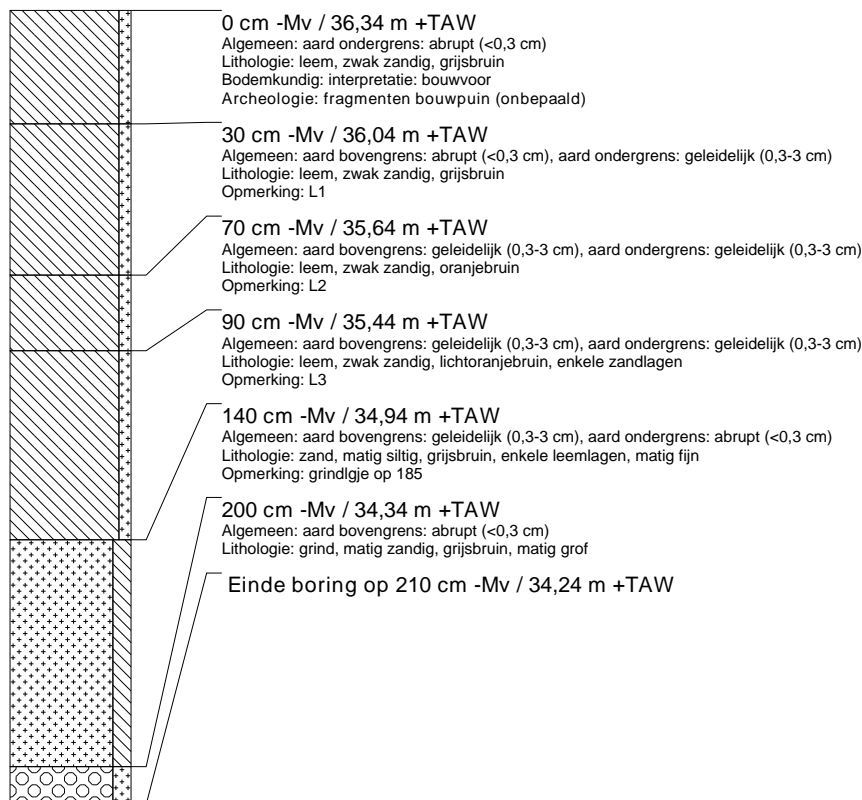 0 cm -Mv / 36,34 m +TAW
Algemeen: aard ondergrens: abrupt (<0,3 cm)
Lithologie: leem, zwak zandig, grijsbruin
Bodemkundig: interpretatie: bouwvoor
Archeologie: fragmenten bouwpuin (onbepaald)
30 cm -Mv / 36,04 m +TAW
Algemeen: aard bovengrens: abrupt (<0,3 cm), aard ondergrens: geleidelijk (0,3-3 cm)
Lithologie: leem, zwak zandig, grijsbruin
Opmerking: L1
70 cm -Mv / 35,64 m +TAW
Algemeen: aard bovengrens: geleidelijk (0,3-3 cm), aard ondergrens: geleidelijk (0,3-3 cm)
Lithologie: leem, zwak zandig, oranjebruin
Opmerking: L2
90 cm -Mv / 35,44 m +TAW
Algemeen: aard bovengrens: geleidelijk (0,3-3 cm), aard ondergrens: geleidelijk (0,3-3 cm)
Lithologie: leem, zwak zandig, lichtoranjebruin, enkele zandlagen
Opmerking: L3
140 cm -Mv / 34,94 m +TAW
Algemeen: aard bovengrens: geleidelijk (0,3-3 cm), aard ondergrens: abrupt (<0,3 cm)
Lithologie: zand, matig siltig, grijsbruin, enkele leemlagen, matig fijn
Opmerking: grindlgje op 185
200 cm -Mv / 34,34 m +TAW
Algemeen: aard bovengrens: abrupt (<0,3 cm)
Lithologie: grind, matig zandig, grijsbruin, matig grof
Einde boring op 210 cm -Mv / 34,24 m +TAW